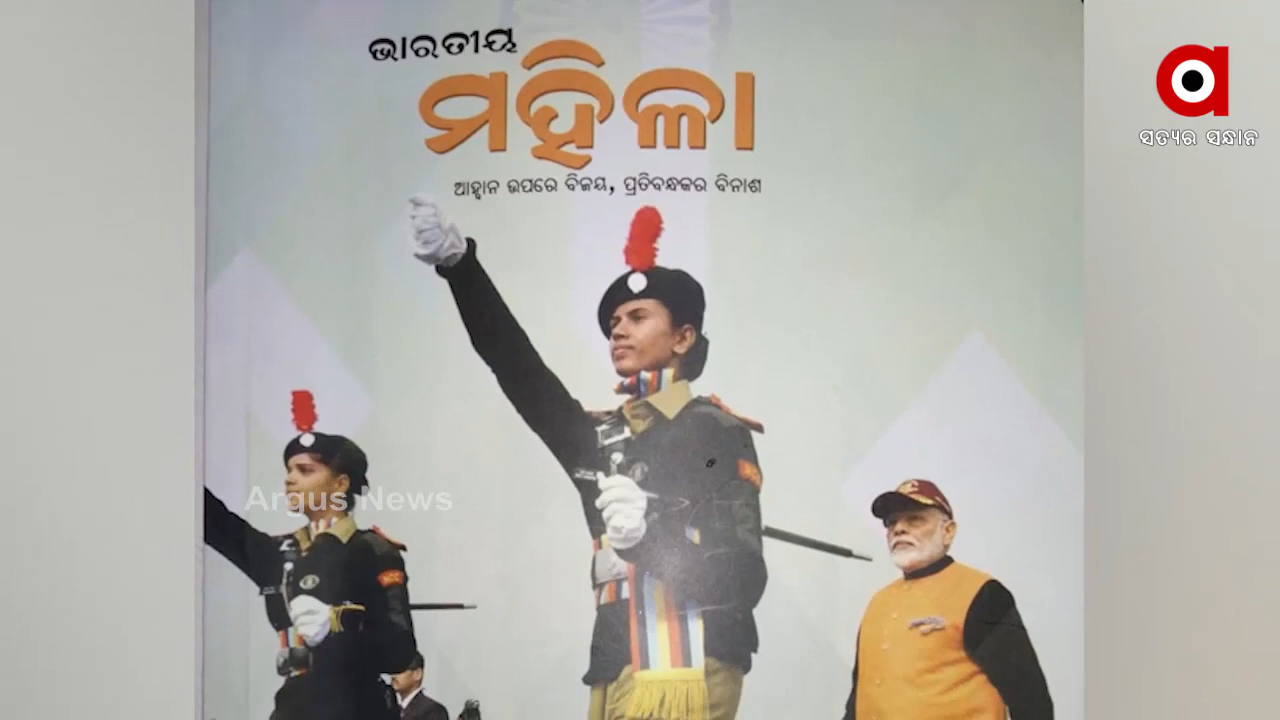 ଭାରତୀୟ
ମହିଳା
ଆହ୍ୱାନ ଉପରେ ବିଜୟ, ପ୍ରତିବନ୍ଧକର ବିନାଶ
ସତ୍ୟର ସନ୍ଧାନ
Argus News